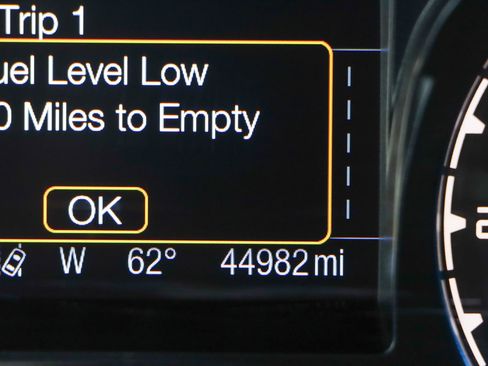 Trip 1
uel Level Low
0 Miles to Empty
OK
W 62° 44982 mi